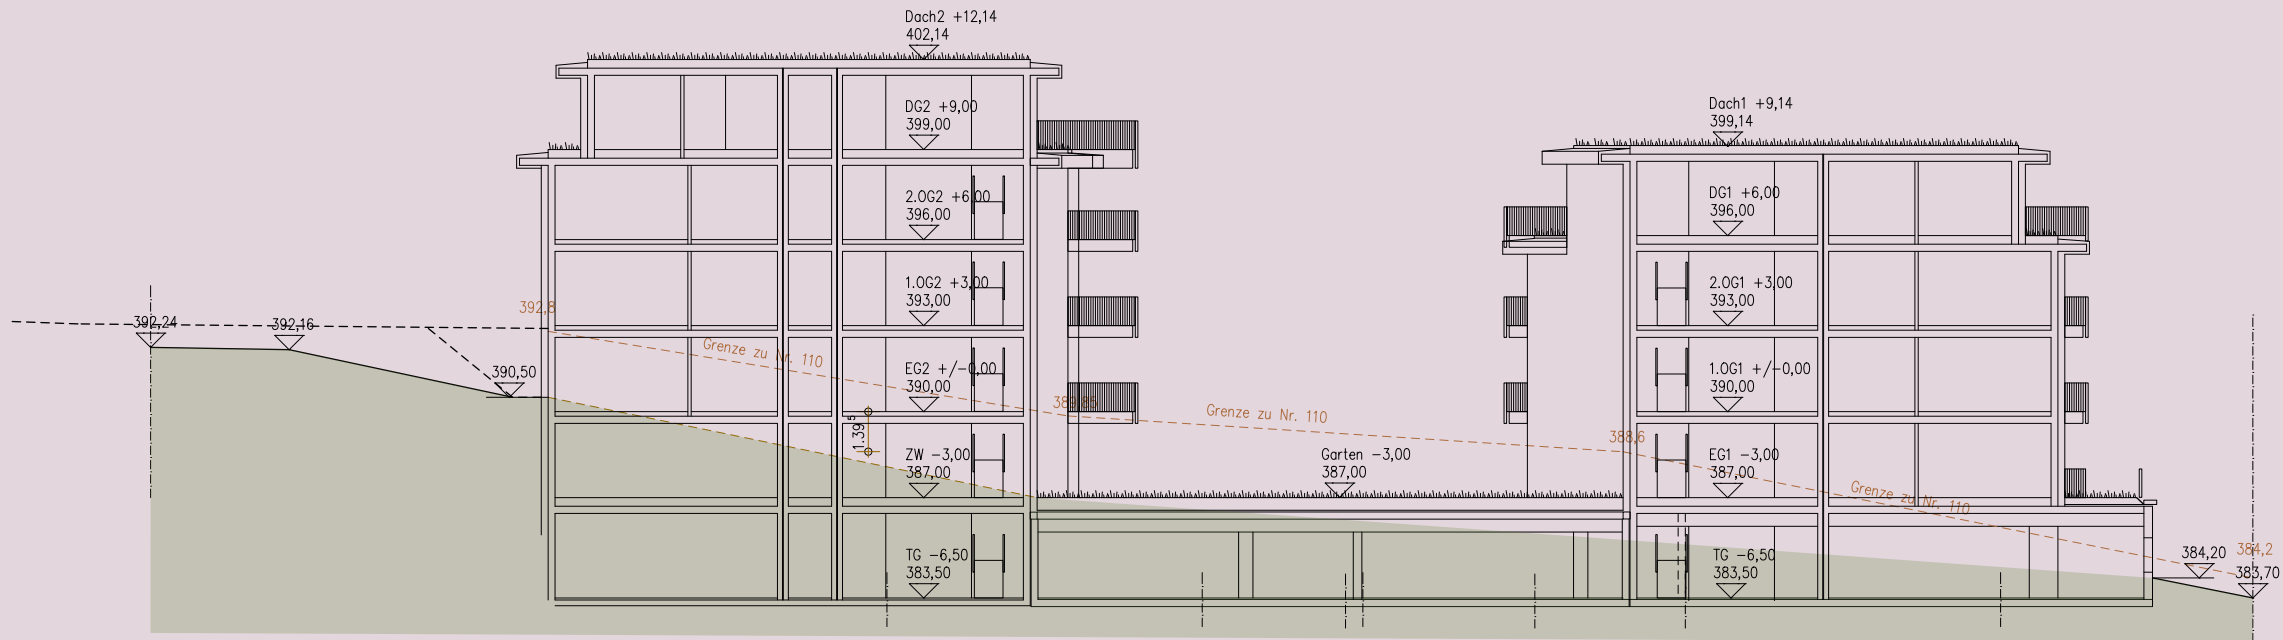 Dach2 +12,14
402,14
DG2 +9,00
399,00
2.OG2 +6,00
396,00
1.OG2 +3,00
393,00
EG2 +/-0,00
390,00
ZW -3,00
387,00
TG -6,50
383,50
392,24
392,16
390,50
392,8
Grenze zu Nr. 110
1.39⁵
389,85
Grenze zu Nr. 110
388,6
Garten -3,00
387,00
Dach1 +9,14
399,14
DG1 +6,00
396,00
2.OG1 +3,00
393,00
1.OG1 +/-0,00
390,00
EG1 -3,00
387,00
TG -6,50
383,50
Grenze zu Nr. 110
384,20
384,2
383,70